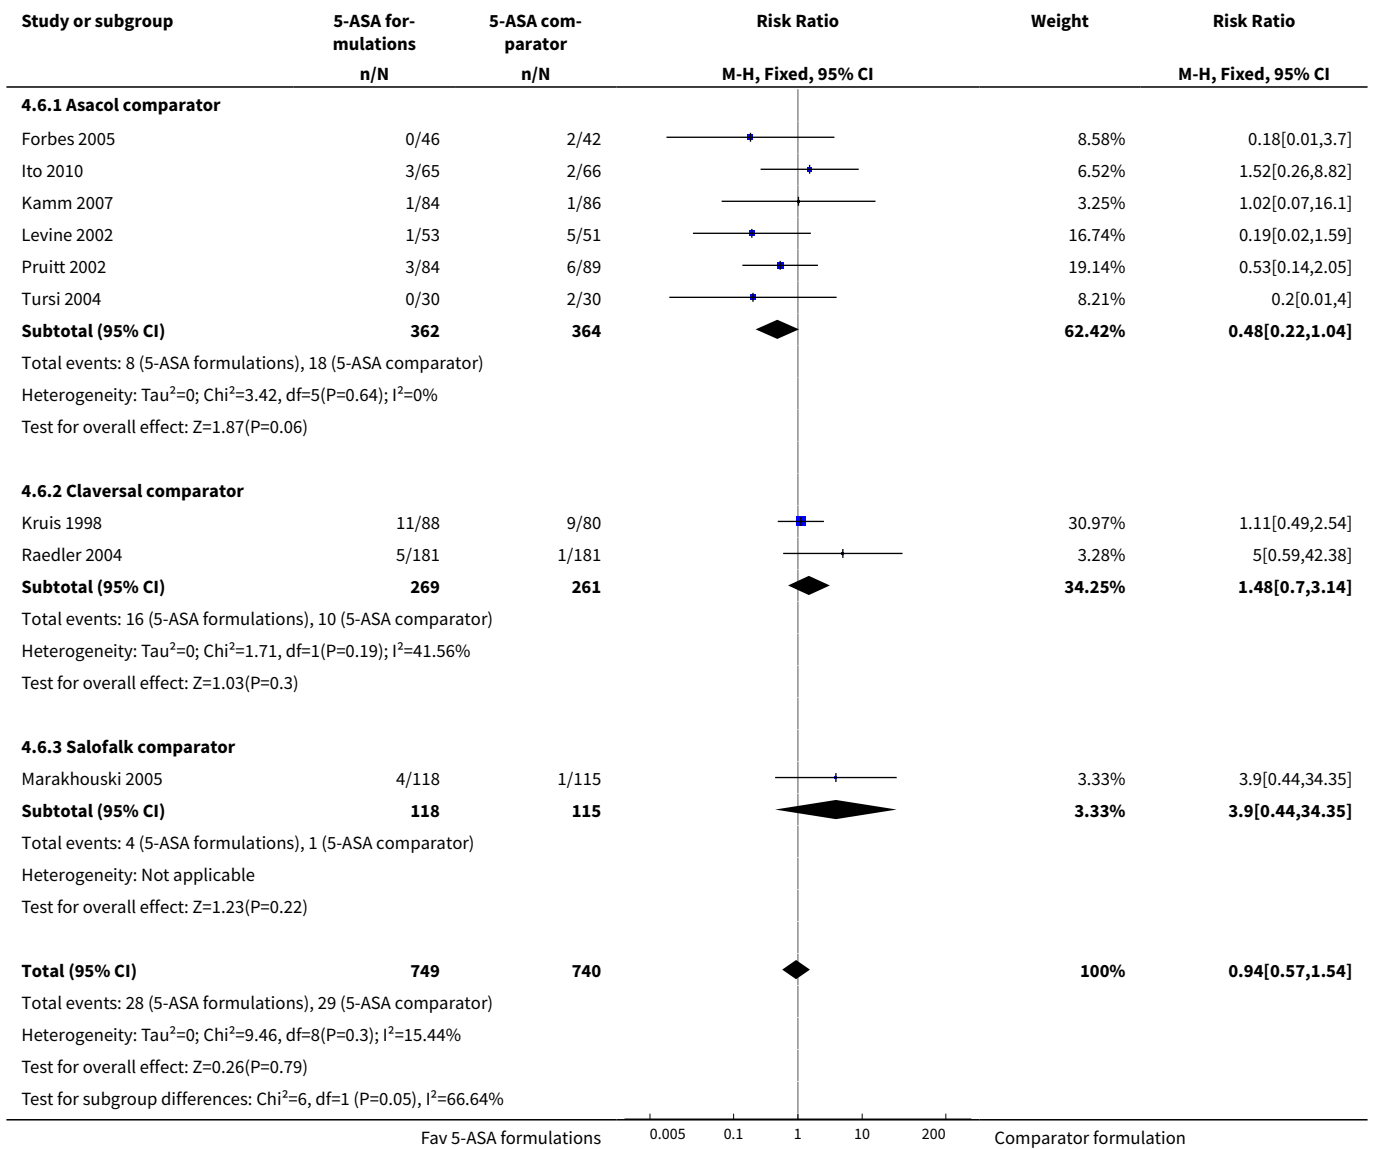 Study or subgroup 5-ASA for- 5-ASA com- Risk Ratio Weight Risk Ratio
mulations parator
n/N n/N M-H, Fixed, 95% CI M-H, Fixed, 95% CI
4.6.1 Asacol comparator
Forbes 2005 0/46 2/42 8.58% 0.18[0.01,3.7]
Ito 2010 3/65 2/66 6.52% 1.52[0.26,8.82]
Kamm 2007 1/84 1/86 3.25% 1.02[0.07,16.1]
Levine 2002 1/53 5/51 16.74% 0.19[0.02,1.59]
Pruitt 2002 3/84 6/89 19.14% 0.53[0.14,2.05]
Tursi 2004 0/30 2/30 8.21% 0.2[0.01,4]
Subtotal (95% CI) 362 364 62.42% 0.48[0.22,1.04]
Total events: 8 (5-ASA formulations), 18 (5-ASA comparator)
Heterogeneity: Tau²=0; Chi²=3.42, df=5(P=0.64); I²=0%
Test for overall effect: Z=1.87(P=0.06)
4.6.2 Claversal comparator
Kruis 1998 11/88 9/80 30.97% 1.11[0.49,2.54]
Raedler 2004 5/181 1/181 3.28% 5[0.59,42.38]
Subtotal (95% CI) 269 261 34.25% 1.48[0.7,3.14]
Total events: 16 (5-ASA formulations), 10 (5-ASA comparator)
Heterogeneity: Tau²=0; Chi²=1.71, df=1(P=0.19); I²=41.56%
Test for overall effect: Z=1.03(P=0.3)
4.6.3 Salofalk comparator
Marakhouski 2005 4/118 1/115 3.33% 3.9[0.44,34.35]
Subtotal (95% CI) 118 115 3.33% 3.9[0.44,34.35]
Total events: 4 (5-ASA formulations), 1 (5-ASA comparator)
Heterogeneity: Not applicable
Test for overall effect: Z=1.23(P=0.22)
Total (95% CI) 749 740 100% 0.94[0.57,1.54]
Total events: 28 (5-ASA formulations), 29 (5-ASA comparator)
Heterogeneity: Tau²=0; Chi²=9.46, df=8(P=0.3); I²=15.44%
Test for overall effect: Z=0.26(P=0.79)
Test for subgroup differences: Chi²=6, df=1 (P=0.05), I²=66.64%
Fav 5-ASA formulations 0.005 0.1 1 10 200 Comparator formulation